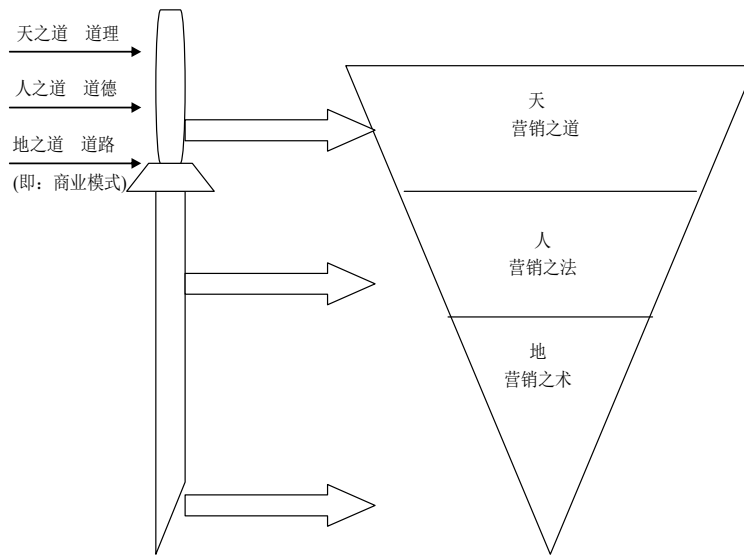 天之道 道理
人之道 道德
地之道 道路
(即：商业模式)
天
营销之道
人
营销之法
地
营销之术